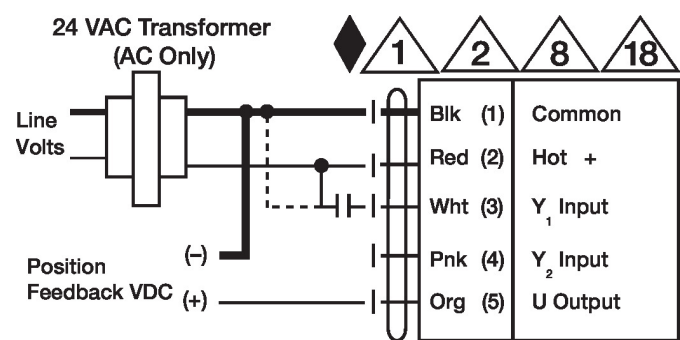 24 VAC Transformer
(AC Only)
1 2 8 18
Line
Volts
Blk (1) Common
Red (2) Hot +
Wht (3) Y1 Input
Pnk (4) Y2 Input
Org (5) U Output
Position
Feedback VDC
(–)
(+)